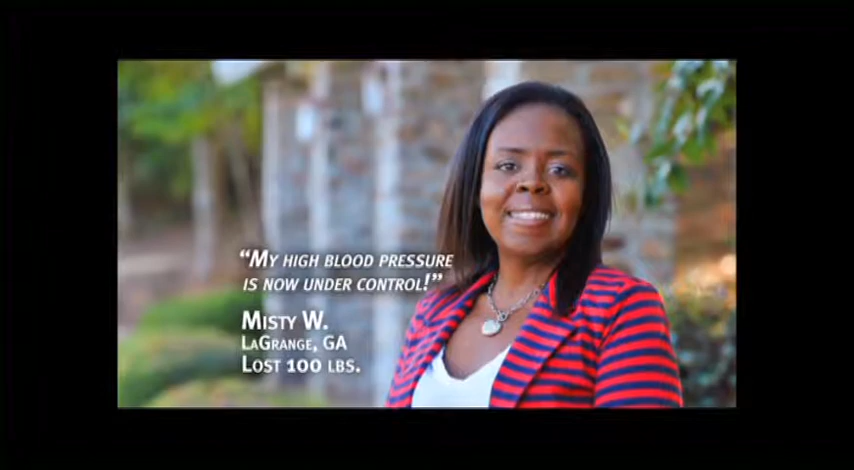 “My high blood pressure
is now under control!”
Misty W.
LaGrange, GA
Lost 100 lbs.